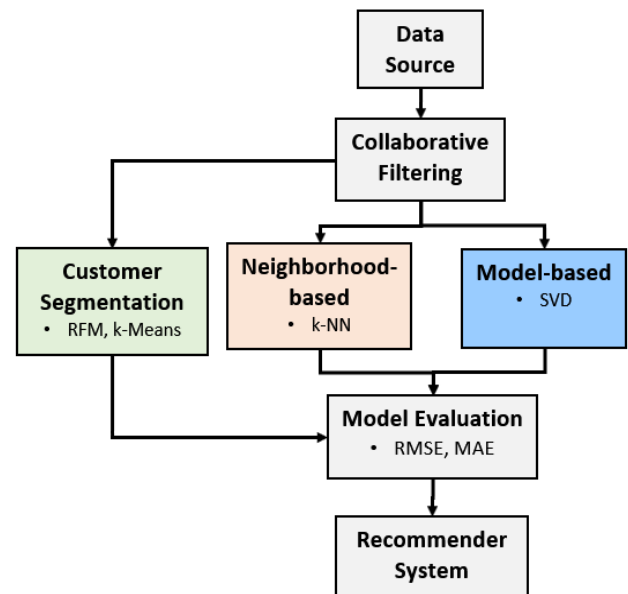 Data
Source
Collaborative
Filtering
Customer
Segmentation
• RFM, k-Means
Neighborhood-
based
• k-NN
Model-based
• SVD
Model Evaluation
• RMSE, MAE
Recommender
System